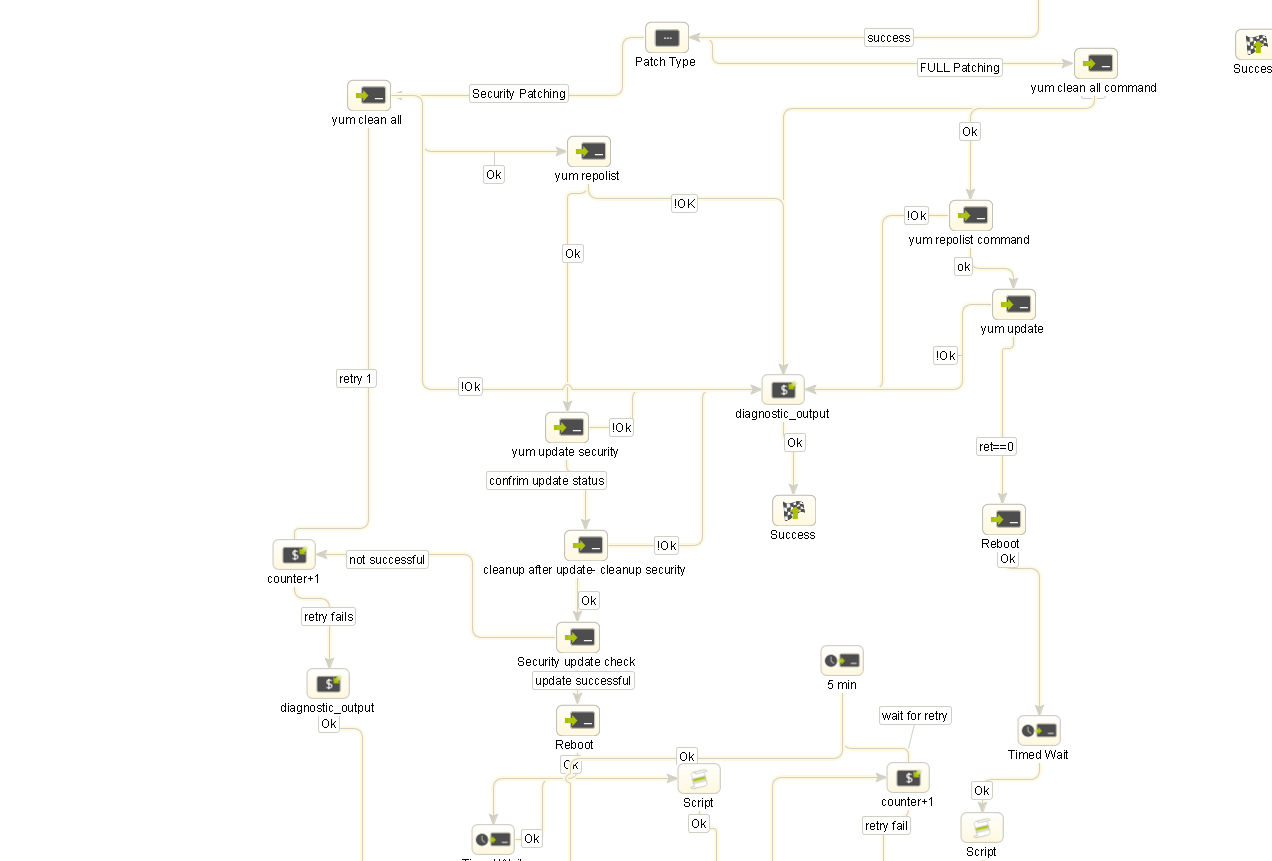 success
Patch Type
FULL Patching
Succes
yum clean all command
Security Patching
yum clean all
Ok
Ok
yum repolist
!OK
!Ok
yum repolist command
Ok
ok
yum update
!Ok
retry 1
!Ok
diagnostic_output
!Ok
Ok
ret==0
yum update security
confrim update status
Success
Reboot
Ok
!Ok
not successful
cleanup after update- cleanup security
counter+1
Ok
retry fails
Security update check
update successful
5 min
diagnostic_output
Ok
wait for retry
Reboot
Ok
Ok
Timed Wait
Script
counter+1
Ok
Ok
retry fail
Ok
Script